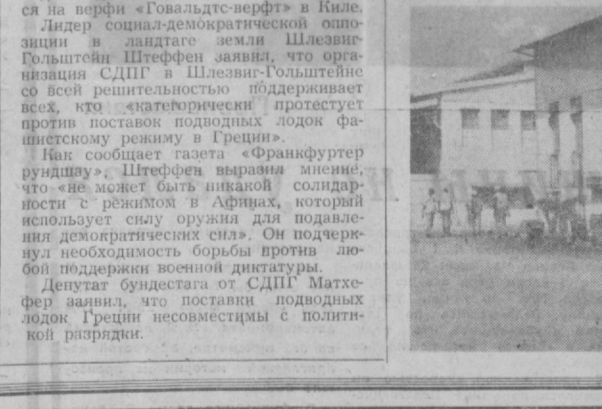 ся на верфи «Говальдтс-верфт» в Киле.
Лидер социал-демократической оппо-
зиции в ландтаге земли Шлезвиг-
Гольштейн Штеффен заявил, что орга-
низация СДПГ в Шлезвиг-Гольштейне
со всей решительностью поддерживает
всех, кто «категорически протестует
против поставок подводных лодок фа-
шистскому режиму в Греции».
Как сообщает газета «Франкфуртер
рундшау», Штеффен выразил мнение,
что «не может быть никакой солидар-
ности с режимом в Афинах, который
использует силу оружия для подавле-
ния демократических сил». Он подчерк-
нул необходимость борьбы против лю-
бой поддержки военной диктатуры.
Депутат бундестага от СДПГ Матхе-
фер заявил, что поставки подводных
лодок Греции несовместимы с полити-
кой разрядки.